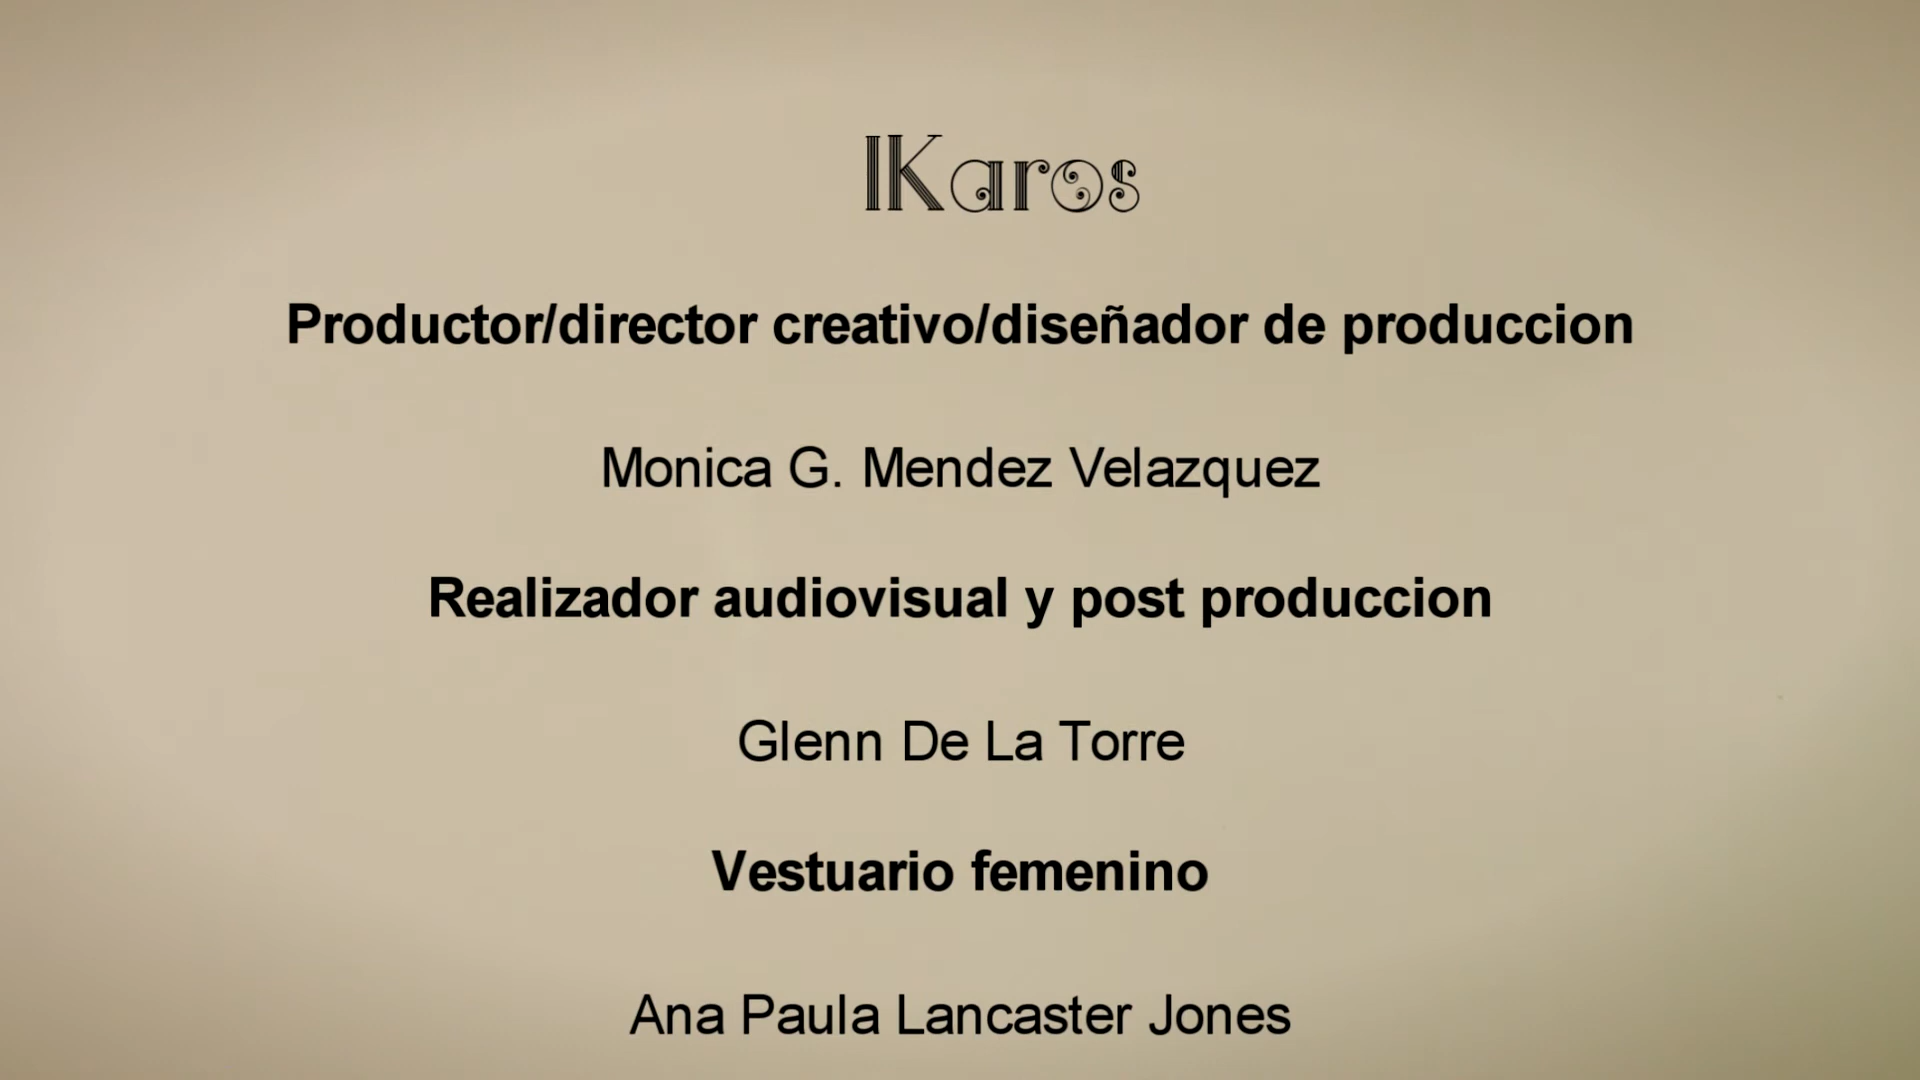 IKaros
Productor/director creativo/diseñador de produccion
Monica G. Mendez Velazquez
Realizador audiovisual y post produccion
Glenn De La Torre
Vestuario femenino
Ana Paula Lancaster Jones